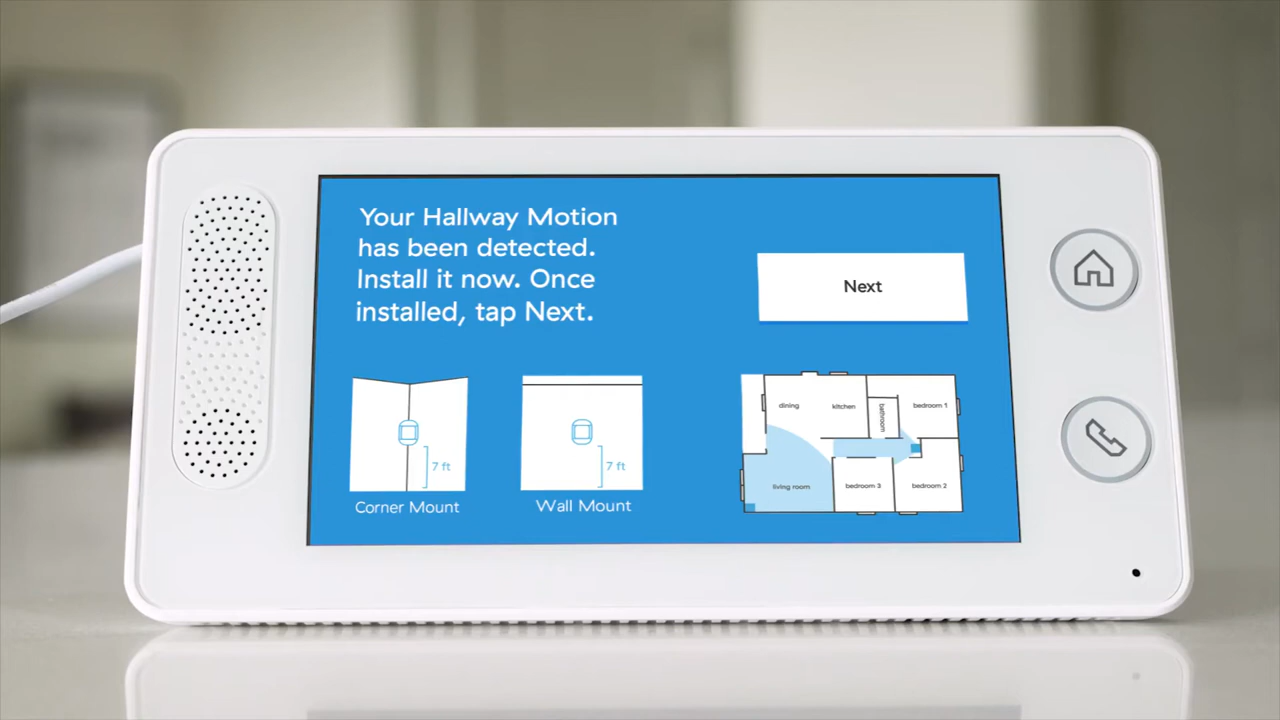 Your Hallway Motion
has been detected.
Install it now. Once
installed, tap Next.
Next
7 ft
Corner Mount
7 ft
Wall Mount
dining
kitchen
bathroom
bedroom 1
living room
bedroom 3
bedroom 2